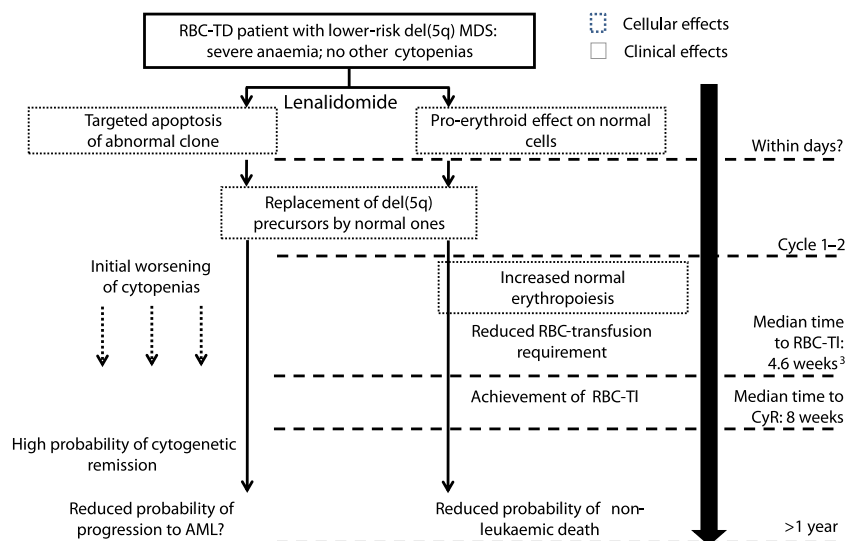 RBC-TD patient with lower-risk del(5q) MDS:
severe anaemia; no other cytopenias
Cellular effects
Clinical effects
Lenalidomide
Targeted apoptosis
of abnormal clone
Pro-erythroid effect on normal
cells
Within days?
Replacement of del(5q)
precursors by normal ones
Cycle 1–2
Initial worsening
of cytopenias
Increased normal
erythropoiesis
Reduced RBC-transfusion
requirement
Median time
to RBC-TI:
4.6 weeks³
Achievement of RBC-TI
Median time to
CyR: 8 weeks
High probability of cytogenetic
remission
Reduced probability of
progression to AML?
Reduced probability of non-
leukaemic death
>1 year